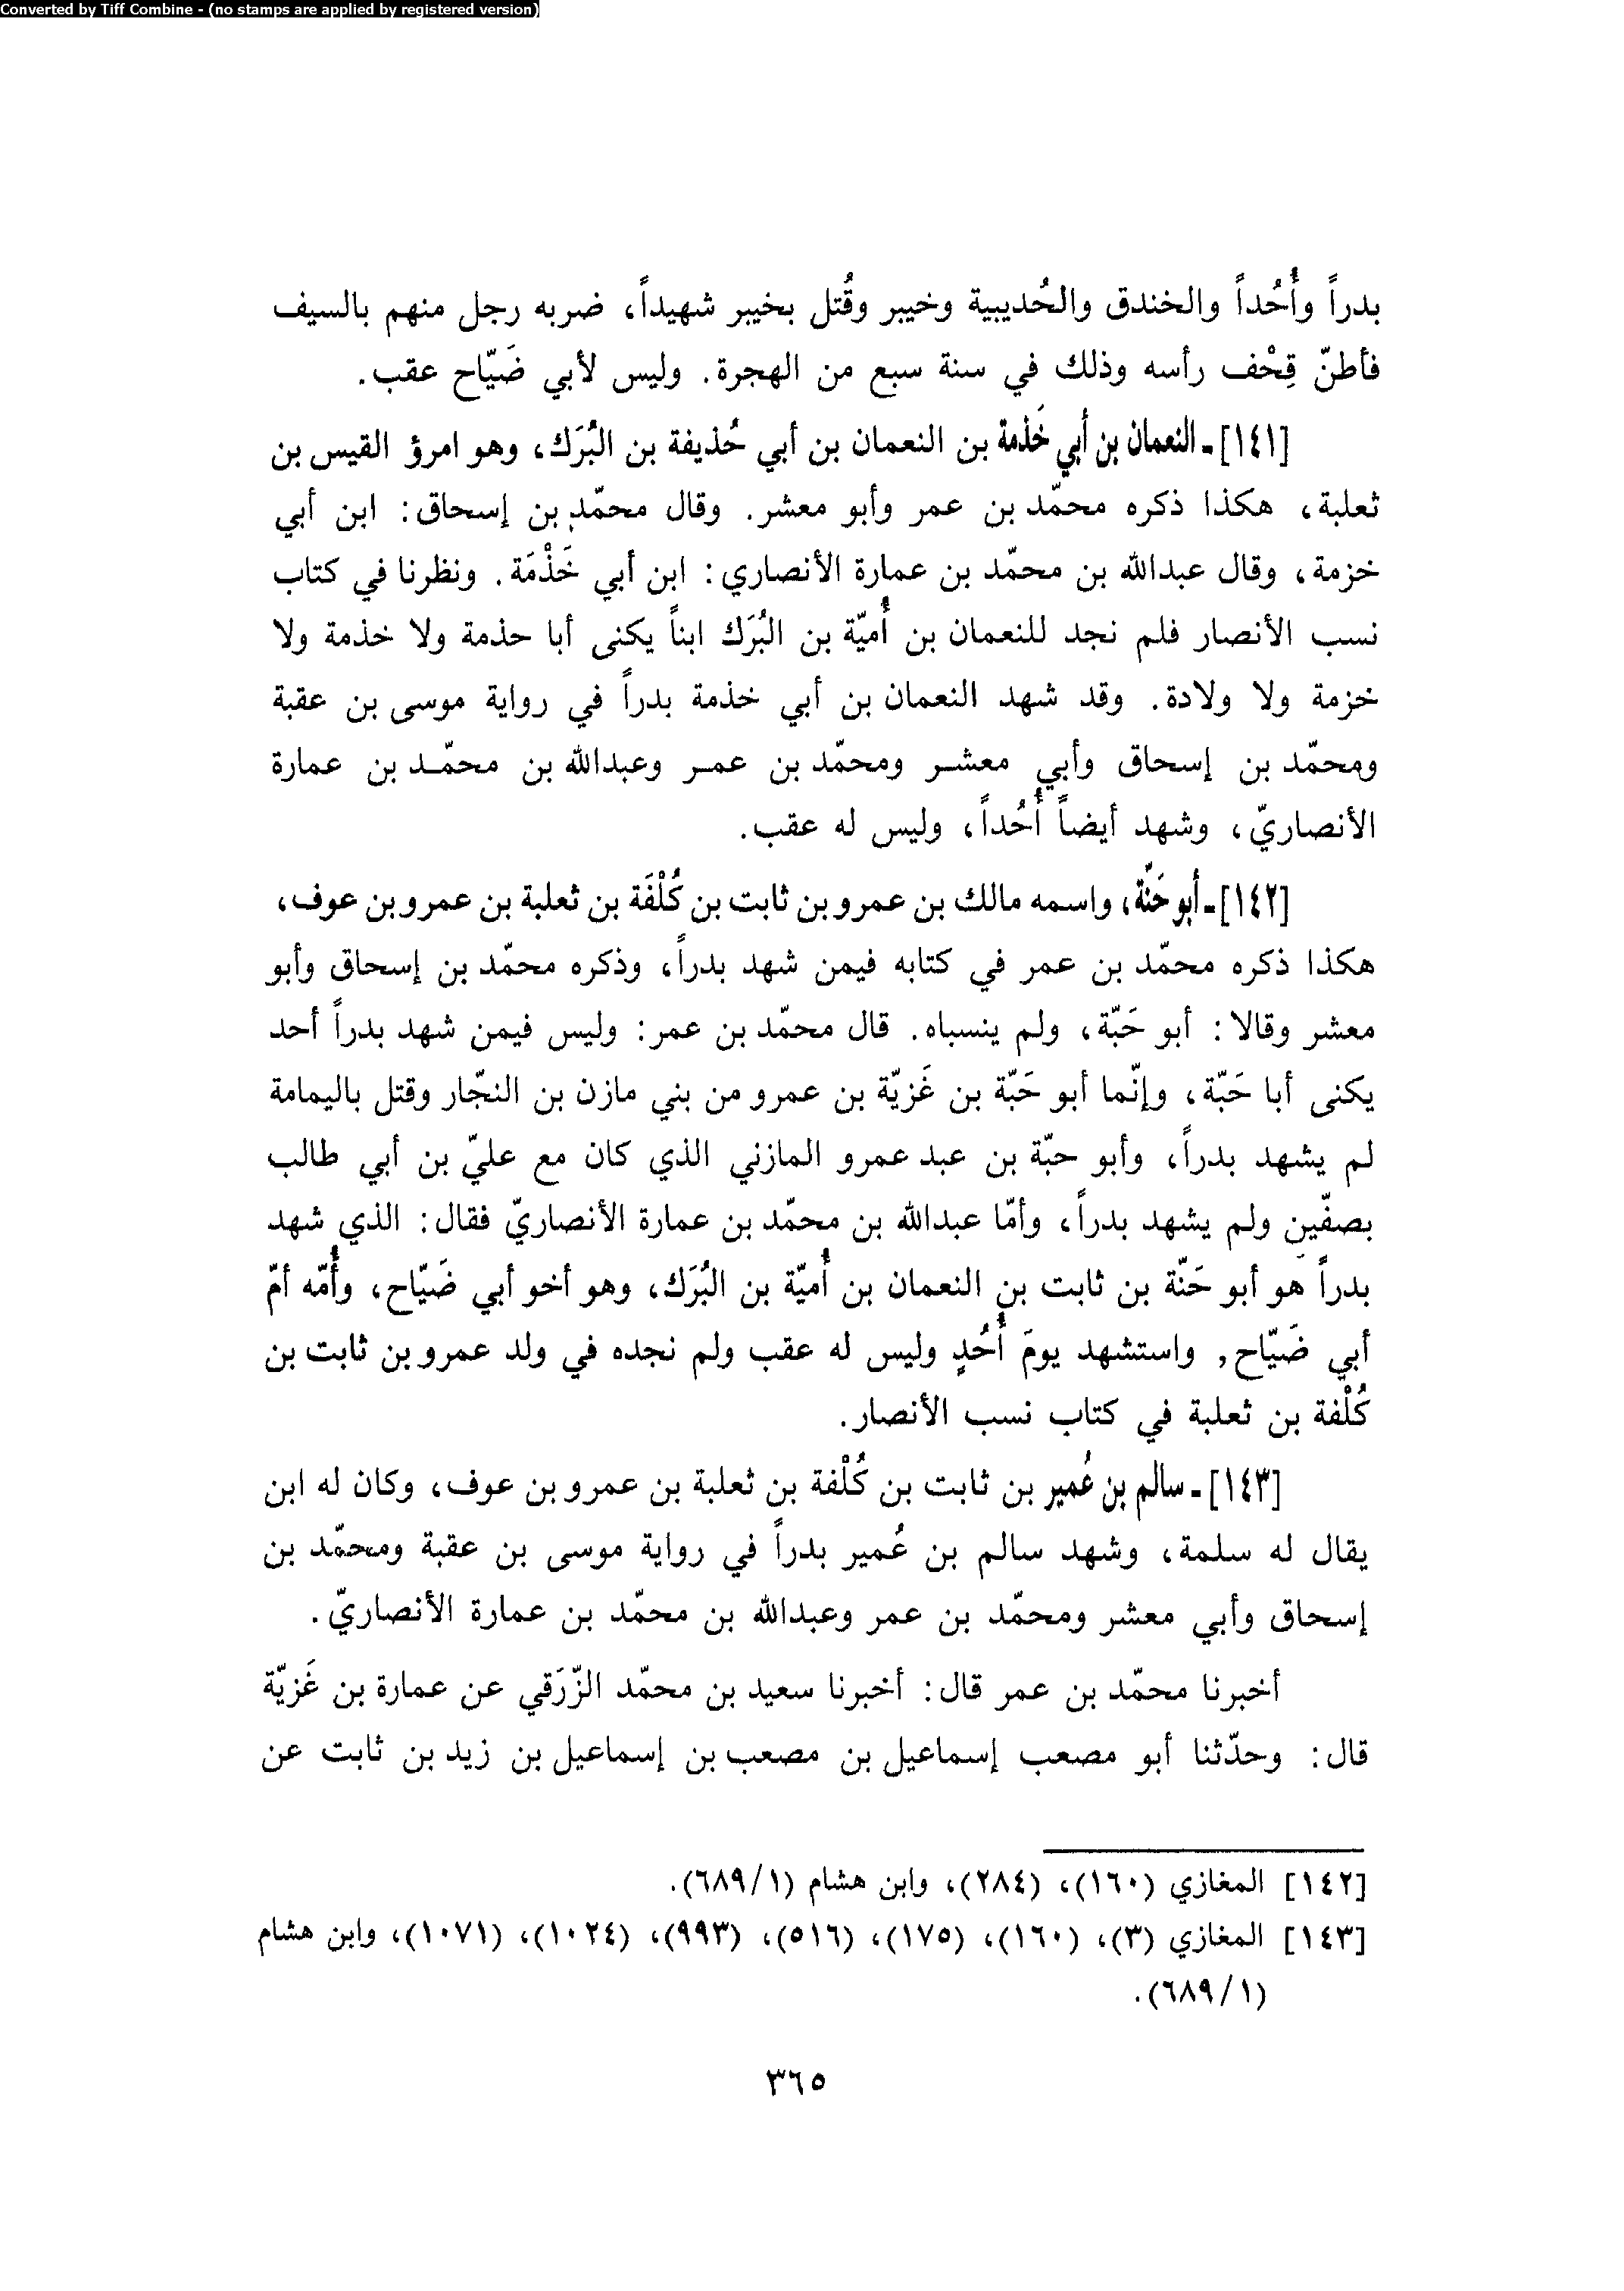 Converted by Tiff Combine - (no stamps are applied by registered version)
بدراً وأُحُداً والخندق والحُديبية وخيبر وقُتل بخيبر شهيداً، ضربه رجل منهم بالسيف
فأطنّ قِحْف رأسه وذلك في سنة سبع من الهجرة. وليس لأبي ضَيّاح عقب.
[١٤١] ـ النعمان بن أبي خَذمة بن النعمان بن أبي حُذيفة بن البُرَك، وهو امرؤ القيس بن
ثعلبة، هكذا ذكره محمّد بن عمر وأبو معشر. وقال محمّد بن إسحاق: ابن أبي
خزمة، وقال عبدالله بن محمّد بن عمارة الأنصاري: ابن أبي خَذْمَة. ونظرنا في كتاب
نسب الأنصار فلم نجد للنعمان بن أُميّة بن البُرَك ابناً يكنى أبا حذمة ولا خذمة ولا
خزمة ولا ولادة. وقد شهد النعمان بن أبي خذمة بدراً في رواية موسى بن عقبة
ومحمّد بن إسحاق وأبي معشر ومحمّد بن عمر وعبدالله بن محمّد بن عمارة
الأنصاريّ، وشهد أيضاً أُحُداً، وليس له عقب.
[١٤٢] ـ أبو حَنّة، واسمه مالك بن عمرو بن ثابت بن كُلْفَة بن ثعلبة بن عمرو بن عوف،
هكذا ذكره محمّد بن عمر في كتابه فيمن شهد بدراً، وذكره محمّد بن إسحاق وأبو
معشر وقالا: أبو حَبّة، ولم ينسباه. قال محمّد بن عمر: وليس فيمن شهد بدراً أحد
يكنى أبا حَبّة، وإنّما أبو حَبّة بن غَزيّة بن عمرو من بني مازن بن النجّار وقتل باليمامة
لم يشهد بدراً، وأبو حبّة بن عبد عمرو المازني الذي كان مع عليّ بن أبي طالب
بصفّين ولم يشهد بدراً، وأمّا عبدالله بن محمّد بن عمارة الأنصاريّ فقال: الذي شهد
بدراً هو أبو حَنّة بن ثابت بن النعمان بن أُميّة بن البُرَك، وهو أخو أبي ضَيّاح، وأُمّه أمّ
أبي ضَيّاح, واستشهد يومَ أُحُدٍ وليس له عقب ولم نجده في ولد عمرو بن ثابت بن
كُلْفة بن ثعلبة في كتاب نسب الأنصار.
[١٤٣] ـ سالم بن عُمير بن ثابت بن كُلْفة بن ثعلبة بن عمرو بن عوف، وكان له ابن
يقال له سلمة، وشهد سالم بن عُمير بدراً في رواية موسى بن عقبة ومحمّد بن
إسحاق وأبي معشر ومحمّد بن عمر وعبدالله بن محمّد بن عمارة الأنصاريّ.
أخبرنا محمّد بن عمر قال: أخبرنا سعيد بن محمّد الزّرَقي عن عمارة بن غَزيّة
قال: وحدّثنا أبو مصعب إسماعيل بن مصعب بن إسماعيل بن زيد بن ثابت عن
[١٤٢] المغازي (١٦٠)، (٢٨٤)، وابن هشام (١/٦٨٩).
[١٤٣] المغازي (٣)، (١٦٠)، (١٧٥)، (٥١٦)، (٩٩٣)، (١٠٢٤)، (١٠٧١)، وابن هشام
(١/٦٨٩).
٣٦٥